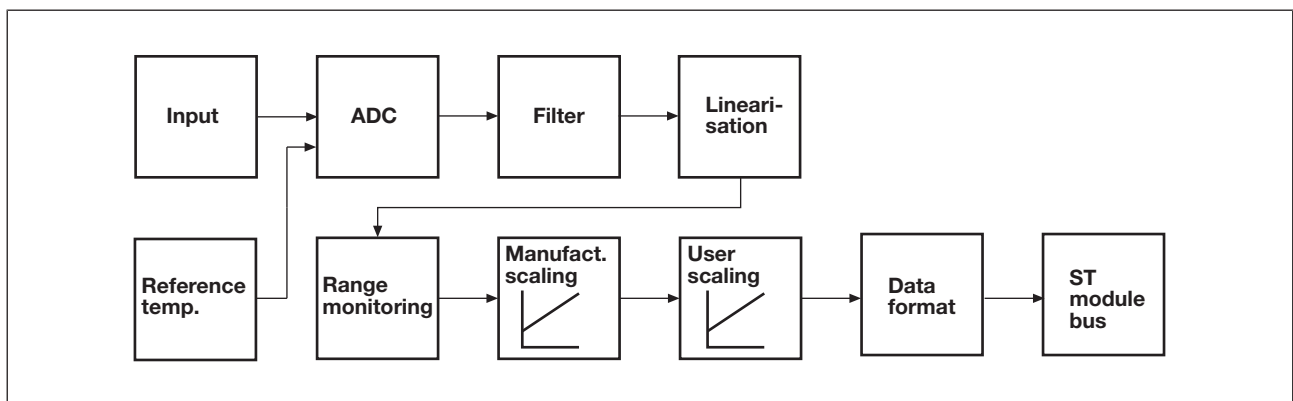 Input
ADC
Filter
Lineari-
sation
Reference
temp.
Range
monitoring
Manufact.
scaling
User
scaling
Data
format
ST
module
bus